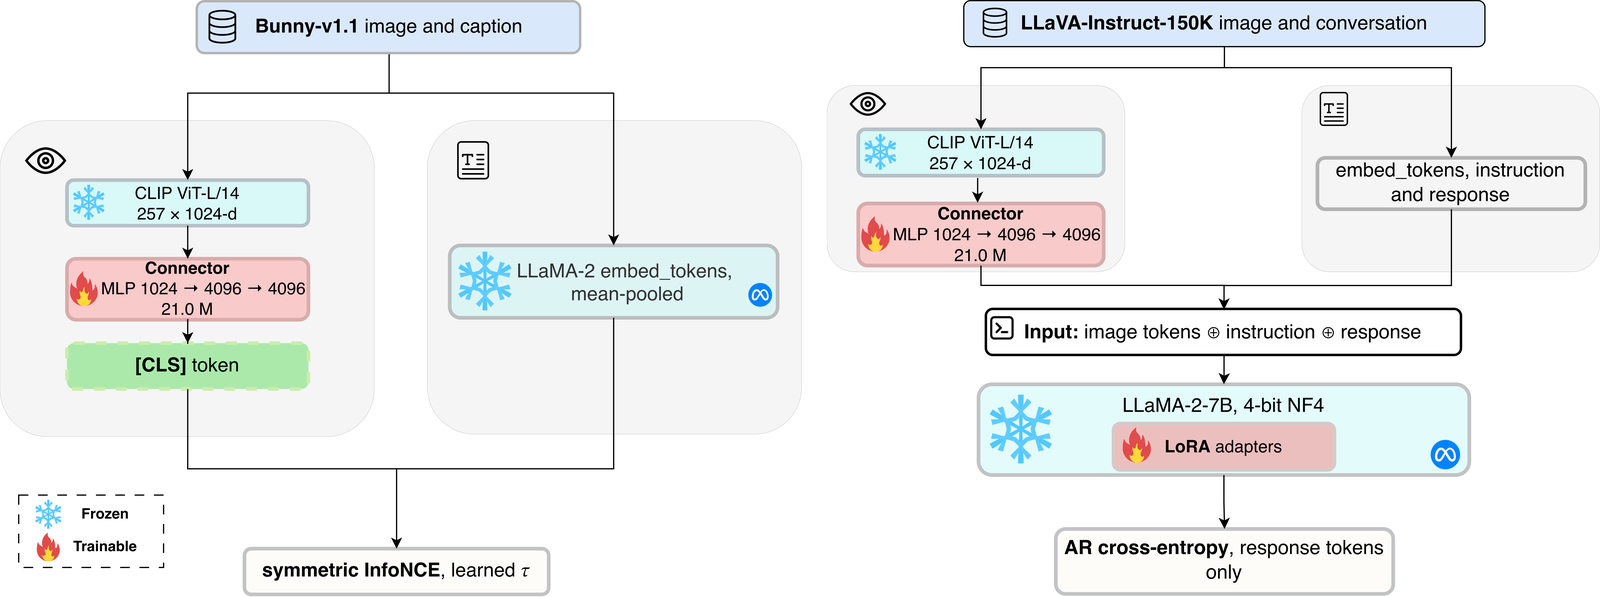 Bunny-v1.1 image and caption
CLIP ViT-L/14
257 × 1024-d
Connector
MLP 1024 → 4096 → 4096
21.0 M
[CLS] token
T
LLaMA-2 embed_tokens,
mean-pooled
Frozen
Trainable
symmetric InfoNCE, learned τ
LLaVA-Instruct-150K image and conversation
CLIP ViT-L/14
257 × 1024-d
Connector
MLP 1024 → 4096 → 4096
21.0 M
T
embed_tokens, instruction
and response
Input: image tokens ⊕ instruction ⊕ response
LLaMA-2-7B, 4-bit NF4
LoRA adapters
AR cross-entropy, response tokens
only